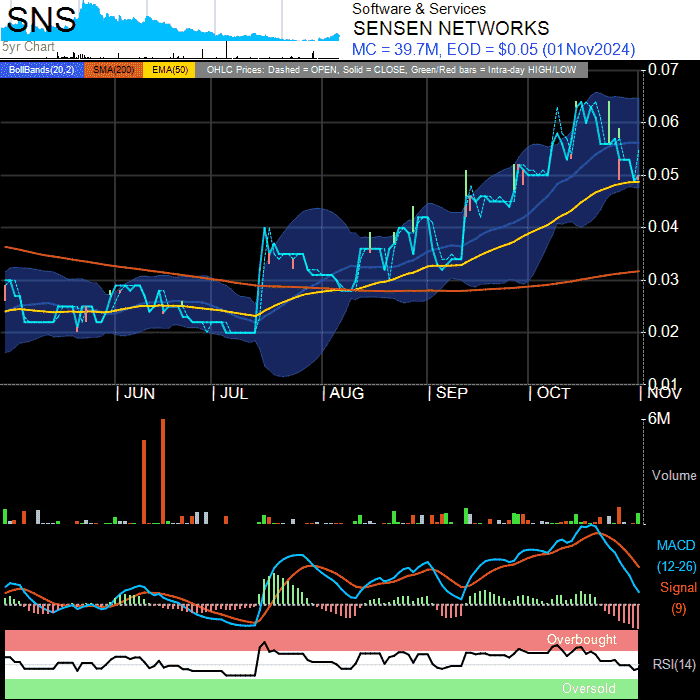 SNS
5yr Chart
Software & Services
SENSEN NETWORKS
MC = 39.7M, EOD = $0.05 (01Nov2024)
BollBands(20,2) SMA(200) EMA(50) OHLC Prices: Dashed = OPEN, Solid = CLOSE, Green/Red bars = Intra-day HIGH/LOW
0.07
0.06
0.05
0.04
0.03
0.02
0.01
JUN JUL AUG SEP OCT NOV
6M
Volume
MACD
(12-26)
Signal
(9)
Overbought
RSI(14)
Oversold